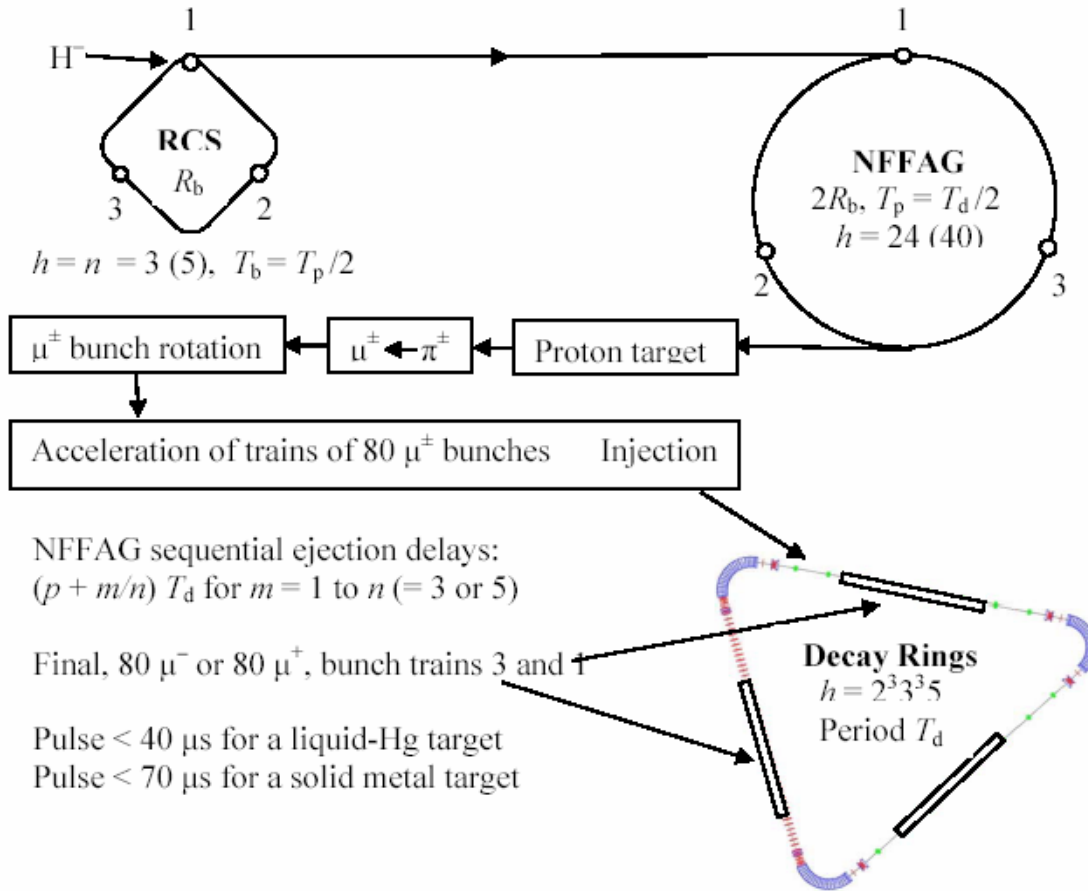 1
1
H⁻
RCS
R_b
3
2
NFFAG
2R_b, T_p = T_d /2
h = 24 (40)
2
3
h = n = 3 (5), T_b = T_p /2
μ± bunch rotation
μ± ← π±
Proton target
Acceleration of trains of 80 μ± bunches Injection
NFFAG sequential ejection delays:
(p + m/n) T_d for m = 1 to n (= 3 or 5)
Final, 80 μ⁻ or 80 μ⁺, bunch trains 3 and 1
Pulse < 40 μs for a liquid-Hg target
Pulse < 70 μs for a solid metal target
Decay Rings
h = 2³3³5
Period T_d